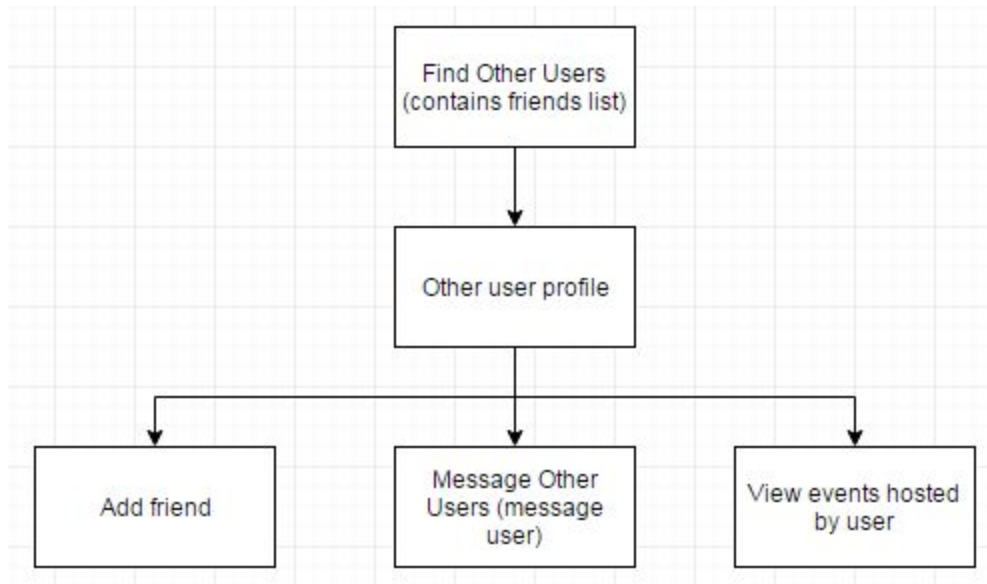 Find Other Users
(contains friends list)
Other user profile
Add friend
Message Other
Users (message
user)
View events hosted
by user